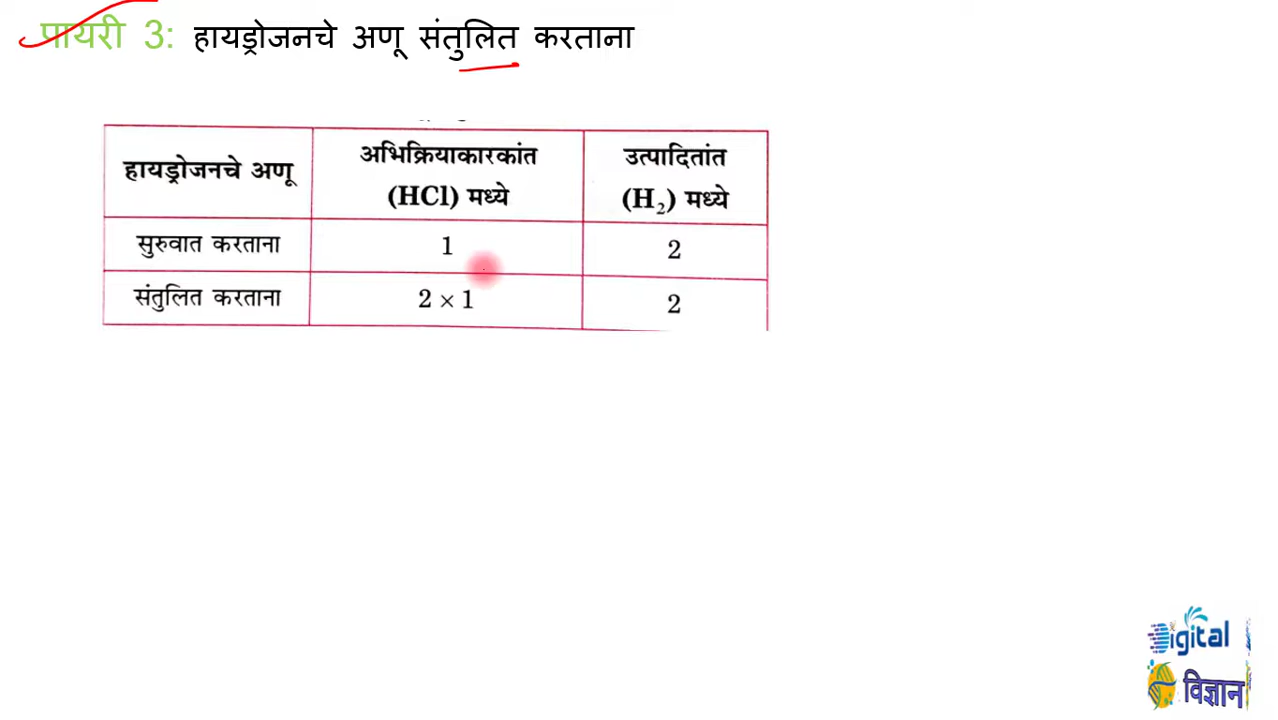 पायरी 3: हायड्रोजनचे अणू संतुलित करताना
हायड्रोजनचे अणू
अभिक्रियाकारकांत
(HCl) मध्ये
उत्पादितांत
(H₂) मध्ये
सुरुवात करताना 1 2
संतुलित करताना 2 × 1 2
Digital
विज्ञान